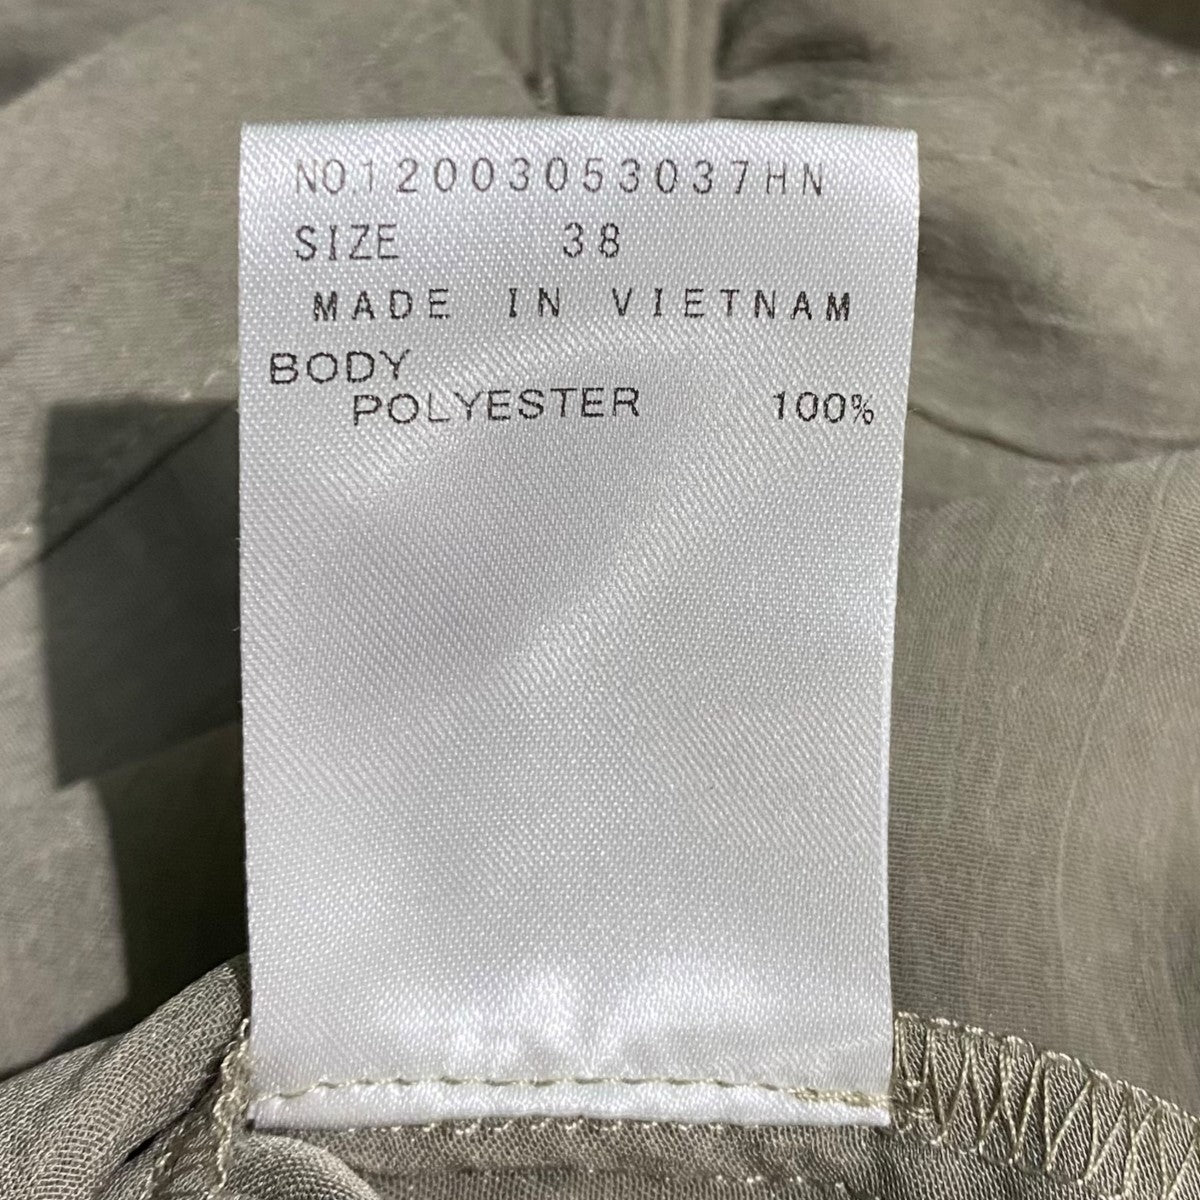 NO.12003053037HN
SIZE 38
MADE IN VIETNAM
BODY
POLYESTER 100%